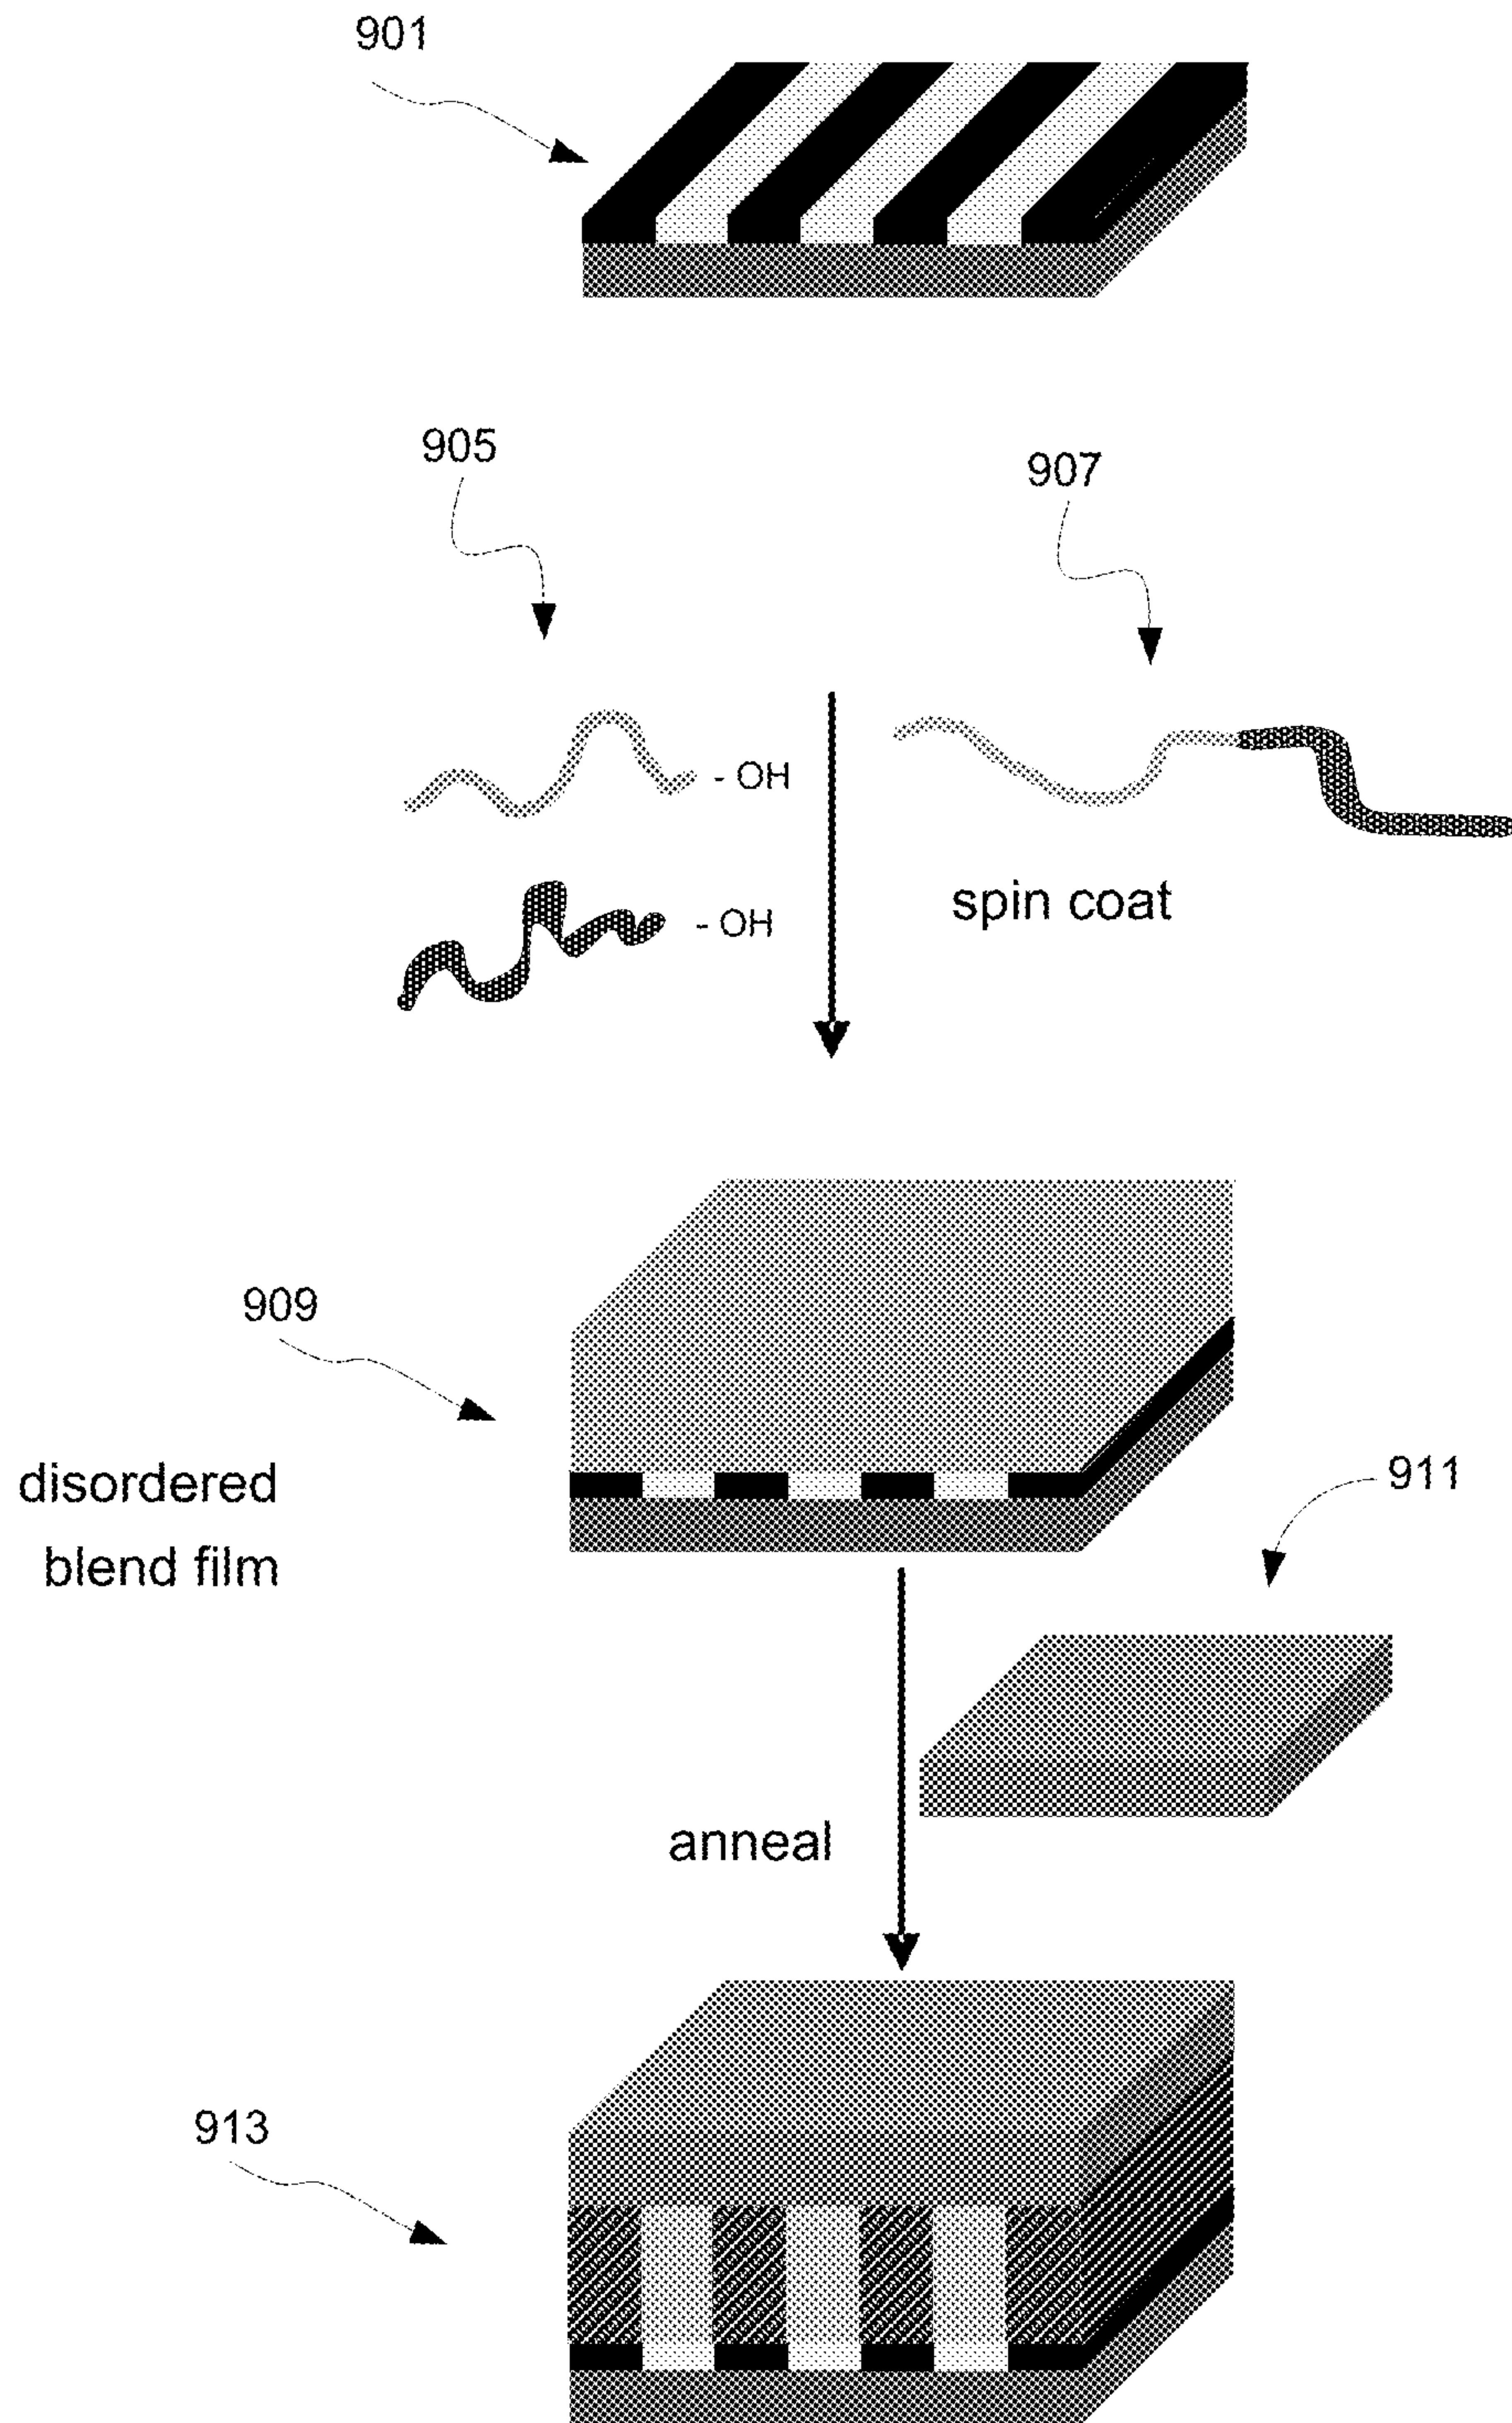 901
905
907
- OH
- OH
spin coat
909
disordered
blend film
911
anneal
913